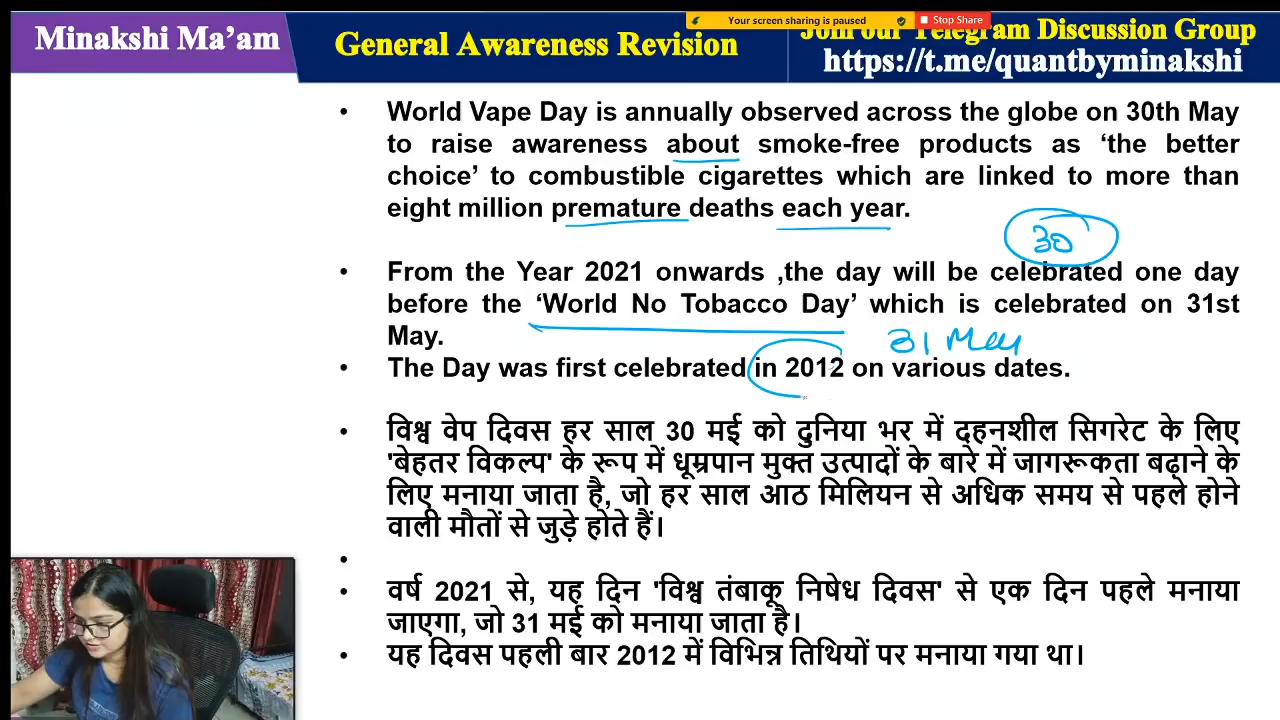 Your screen sharing is paused
Stop Share
Minakshi Ma'am
General Awareness Revision
Join our Telegram Discussion Group
https://t.me/quantbyminakshi
• World Vape Day is annually observed across the globe on 30th May
to raise awareness about smoke-free products as ‘the better
choice’ to combustible cigarettes which are linked to more than
eight million premature deaths each year.
30
• From the Year 2021 onwards ,the day will be celebrated one day
before the ‘World No Tobacco Day’ which is celebrated on 31st
May.
31 May
• The Day was first celebrated in 2012 on various dates.
• विश्व वेप दिवस हर साल 30 मई को दुनिया भर में दहनशील सिगरेट के लिए
'बेहतर विकल्प' के रूप में धूम्रपान मुक्त उत्पादों के बारे में जागरूकता बढ़ाने के
लिए मनाया जाता है, जो हर साल आठ मिलियन से अधिक समय से पहले होने
वाली मौतों से जुड़े होते हैं।
•
• वर्ष 2021 से, यह दिन 'विश्व तंबाकू निषेध दिवस' से एक दिन पहले मनाया
जाएगा, जो 31 मई को मनाया जाता है।
• यह दिवस पहली बार 2012 में विभिन्न तिथियों पर मनाया गया था।